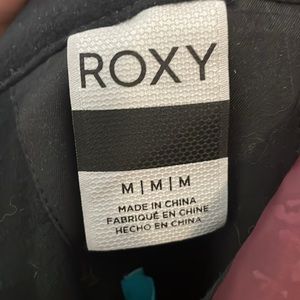 ROXY
M|M|M
MADE IN CHINA
FABRIQUÉ EN CHINE
HECHO EN CHINA